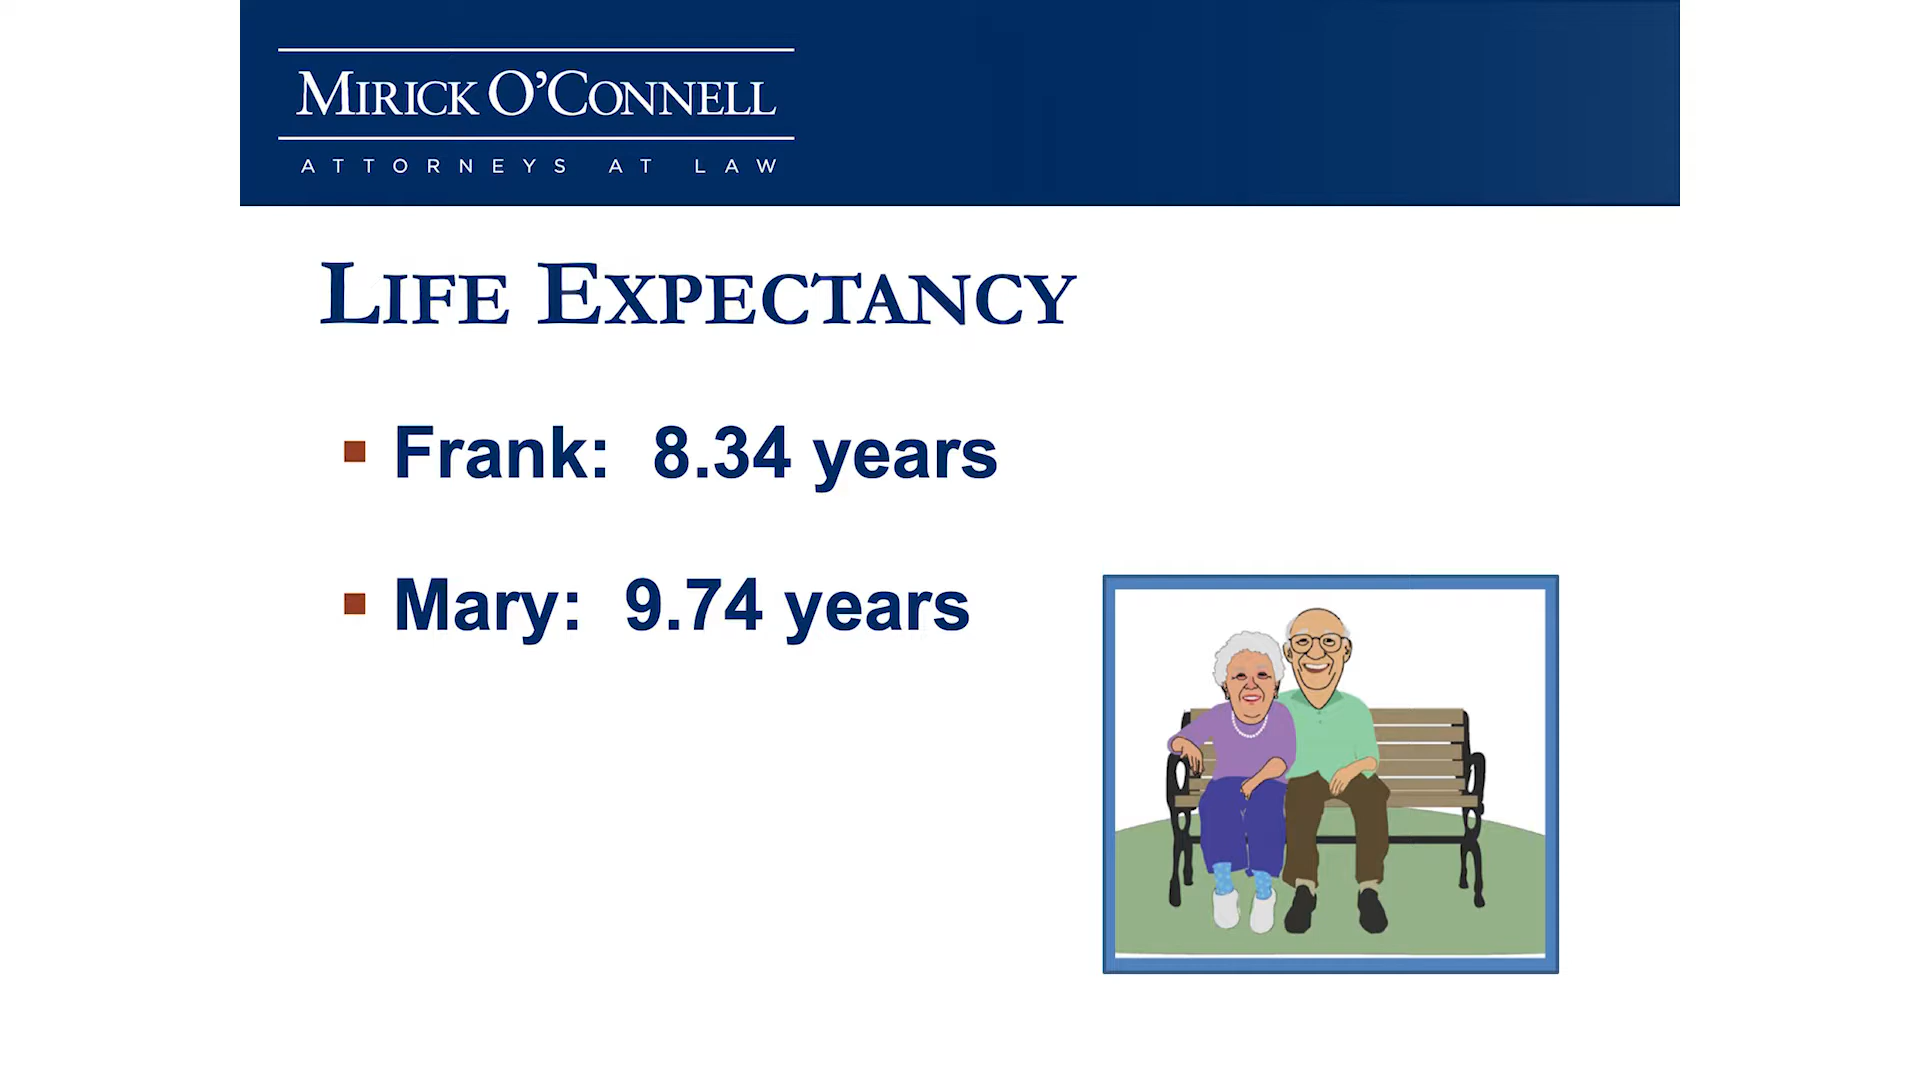 MIRICK O'CONNELL
ATTORNEYS AT LAW
LIFE EXPECTANCY
Frank: 8.34 years
Mary: 9.74 years